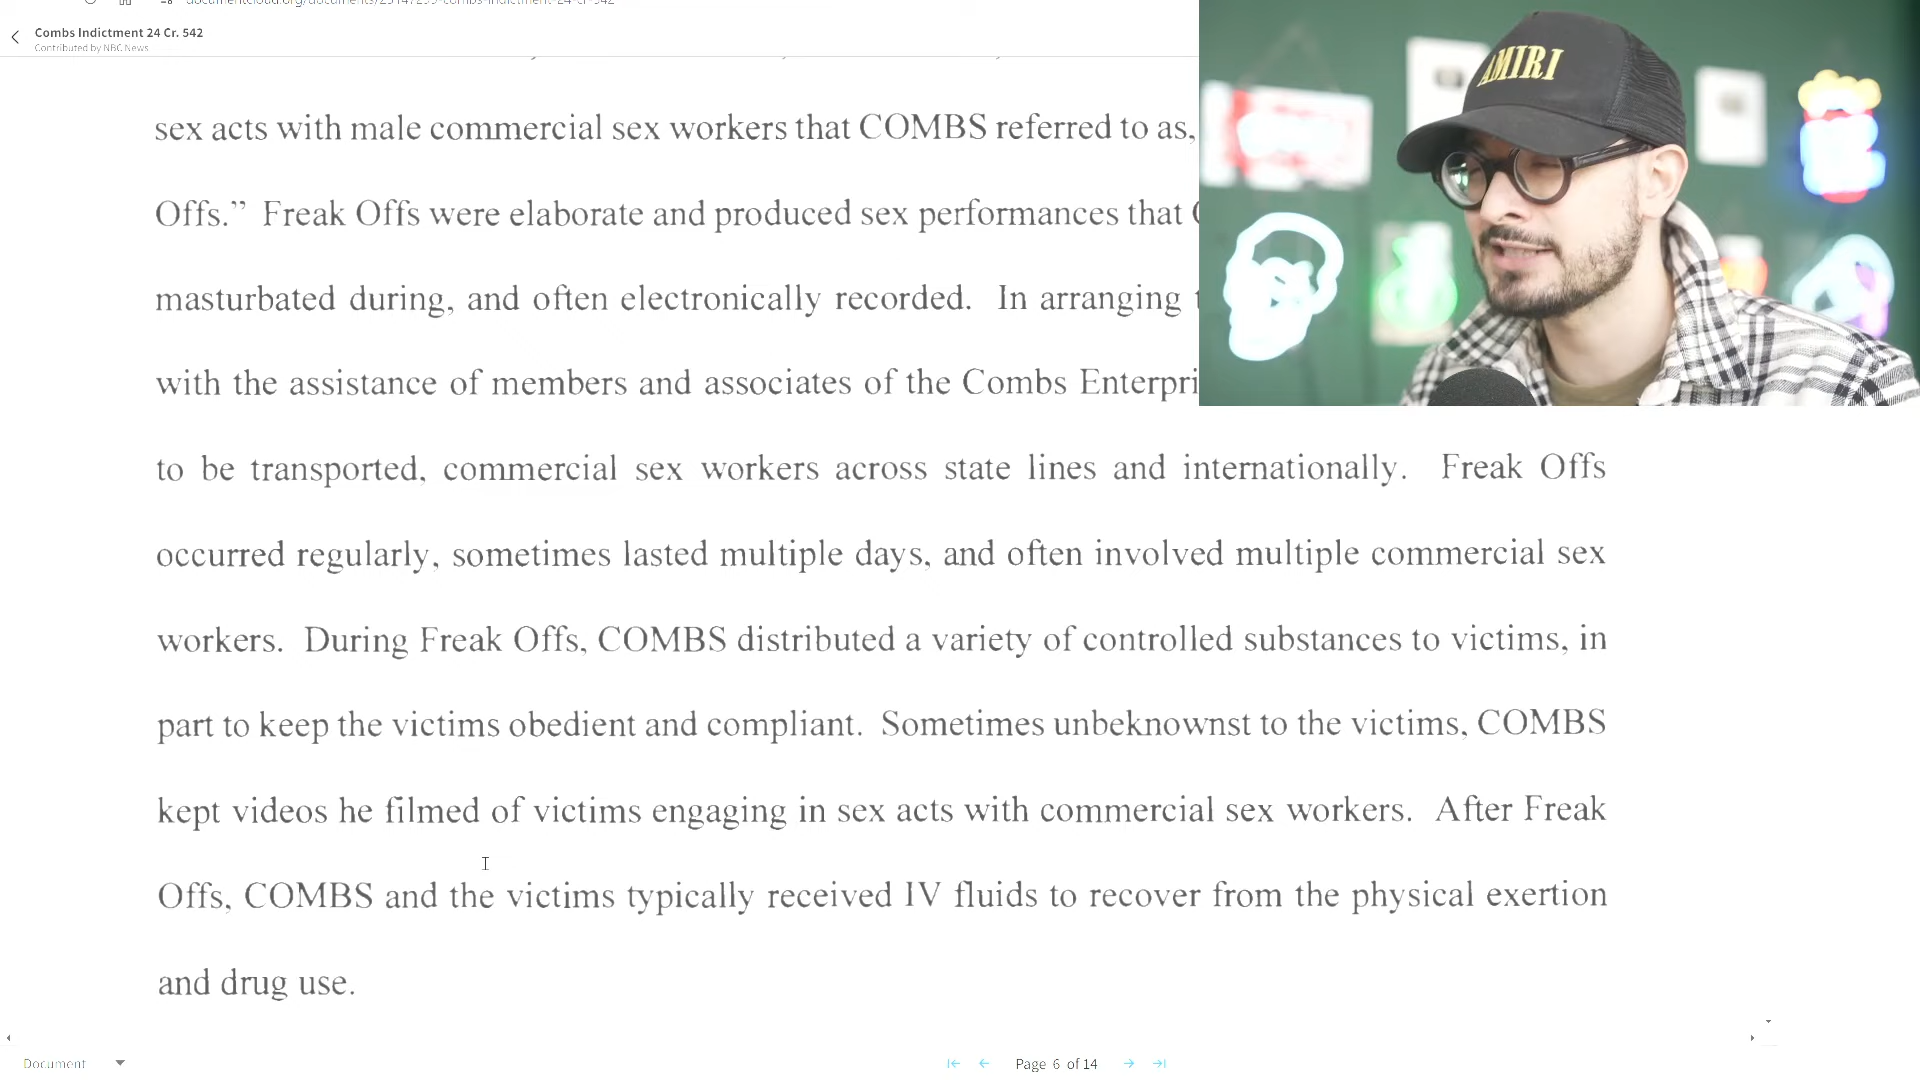 Combs Indictment 24 Cr. 542
Contributed by NBC News
AMIRI
sex acts with male commercial sex workers that COMBS referred to as,
Offs.” Freak Offs were elaborate and produced sex performances that
masturbated during, and often electronically recorded. In arranging
with the assistance of members and associates of the Combs Enterpri
to be transported, commercial sex workers across state lines and internationally. Freak Offs
occurred regularly, sometimes lasted multiple days, and often involved multiple commercial sex
workers. During Freak Offs, COMBS distributed a variety of controlled substances to victims, in
part to keep the victims obedient and compliant. Sometimes unbeknownst to the victims, COMBS
kept videos he filmed of victims engaging in sex acts with commercial sex workers. After Freak
Offs, COMBS and the victims typically received IV fluids to recover from the physical exertion
and drug use.
Document
Page 6 of 14